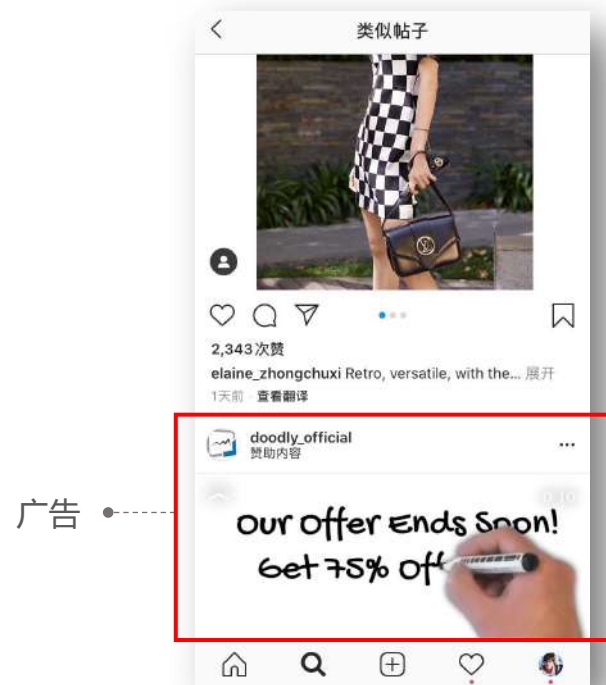 类似帖子
2,343次赞
elaine_zhongchuxi Retro, versatile, with the... 展开
1天前 · 查看翻译
doodly_official
赞助内容
0:10
广告
Our Offer Ends Soon!
Get 75% Off